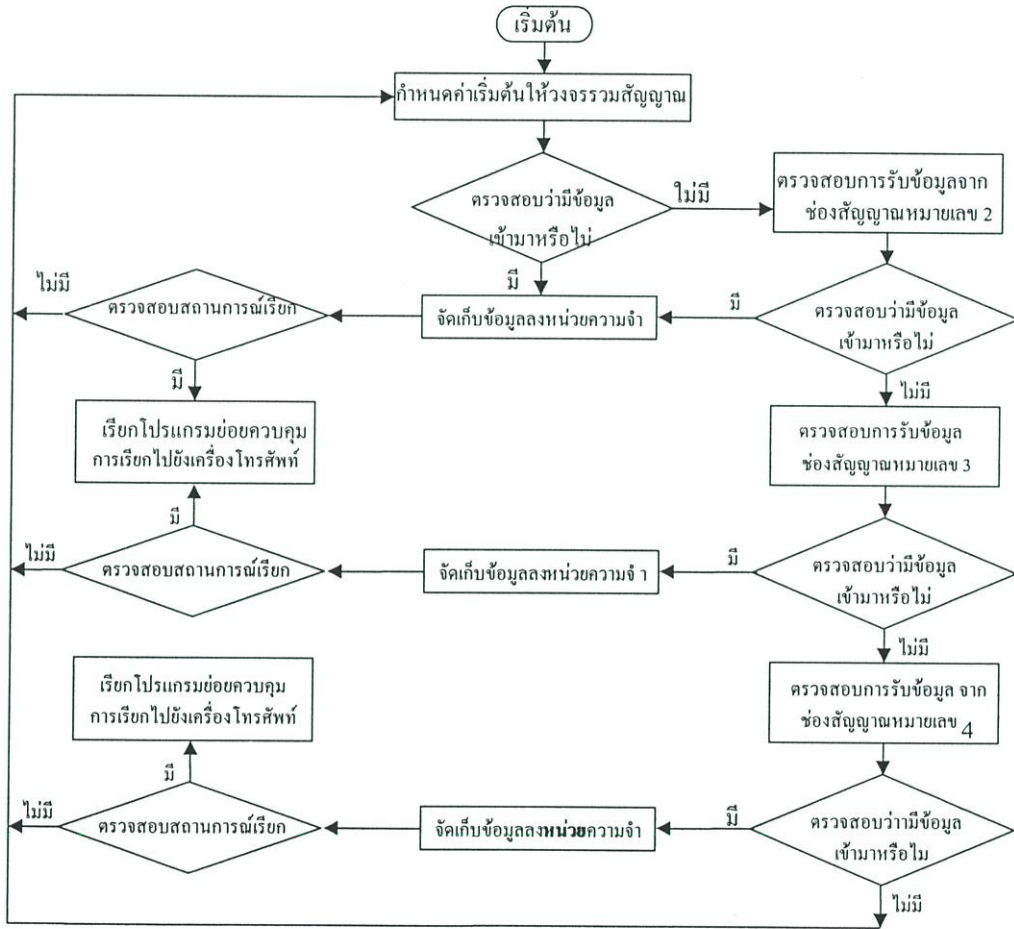 เริ่มต้น
กำหนดค่าเริ่มต้นให้วงจรรวมสัญญาณ
ตรวจสอบว่ามีข้อมูล
เข้ามาหรือไม่
ไม่มี
ตรวจสอบการรับข้อมูลจาก
ช่องสัญญาณหมายเลข 2
มี
ไม่มี
ตรวจสอบสถานการณ์เรียก
จัดเก็บข้อมูลลงหน่วยความจำ
มี
ตรวจสอบว่ามีข้อมูล
เข้ามาหรือไม่
มี
ไม่มี
เรียกโปรแกรมย่อยควบคุม
การเรียกไปยังเครื่องโทรศัพท์
ตรวจสอบการรับข้อมูล
ช่องสัญญาณหมายเลข 3
มี
ไม่มี
ตรวจสอบสถานการณ์เรียก
จัดเก็บข้อมูลลงหน่วยความจำ
มี
ตรวจสอบว่ามีข้อมูล
เข้ามาหรือไม่
ไม่มี
เรียกโปรแกรมย่อยควบคุม
การเรียกไปยังเครื่องโทรศัพท์
ตรวจสอบการรับข้อมูล จาก
ช่องสัญญาณหมายเลข 4
มี
ไม่มี
ตรวจสอบสถานการณ์เรียก
จัดเก็บข้อมูลลงหน่วยความจำ
มี
ตรวจสอบว่าามีข้อมูล
เข้ามาหรือไม
ไม่มี